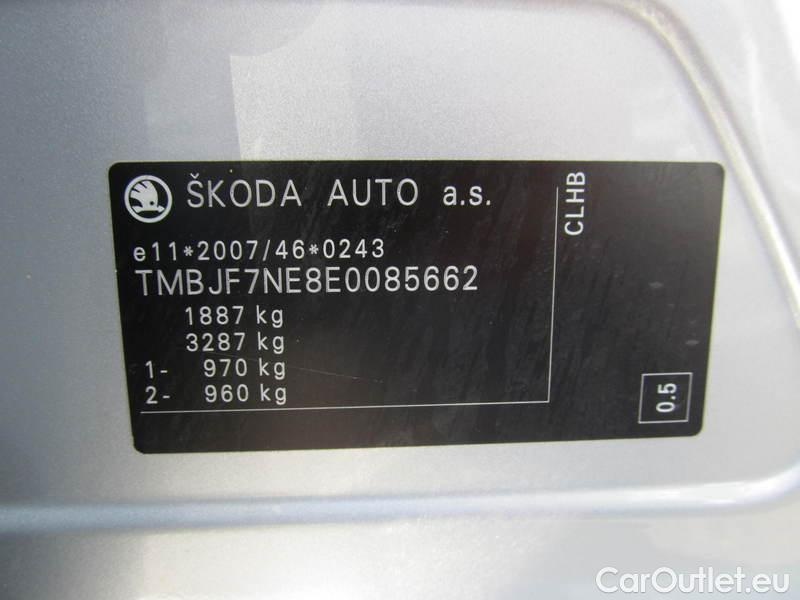 ŠKODA AUTO a.s.
e11*2007/46*0243
TMBJF7NE8E0085662
1887 kg
3287 kg
1- 970 kg
2- 960 kg
CLHB
0.5
CarOutlet.eu